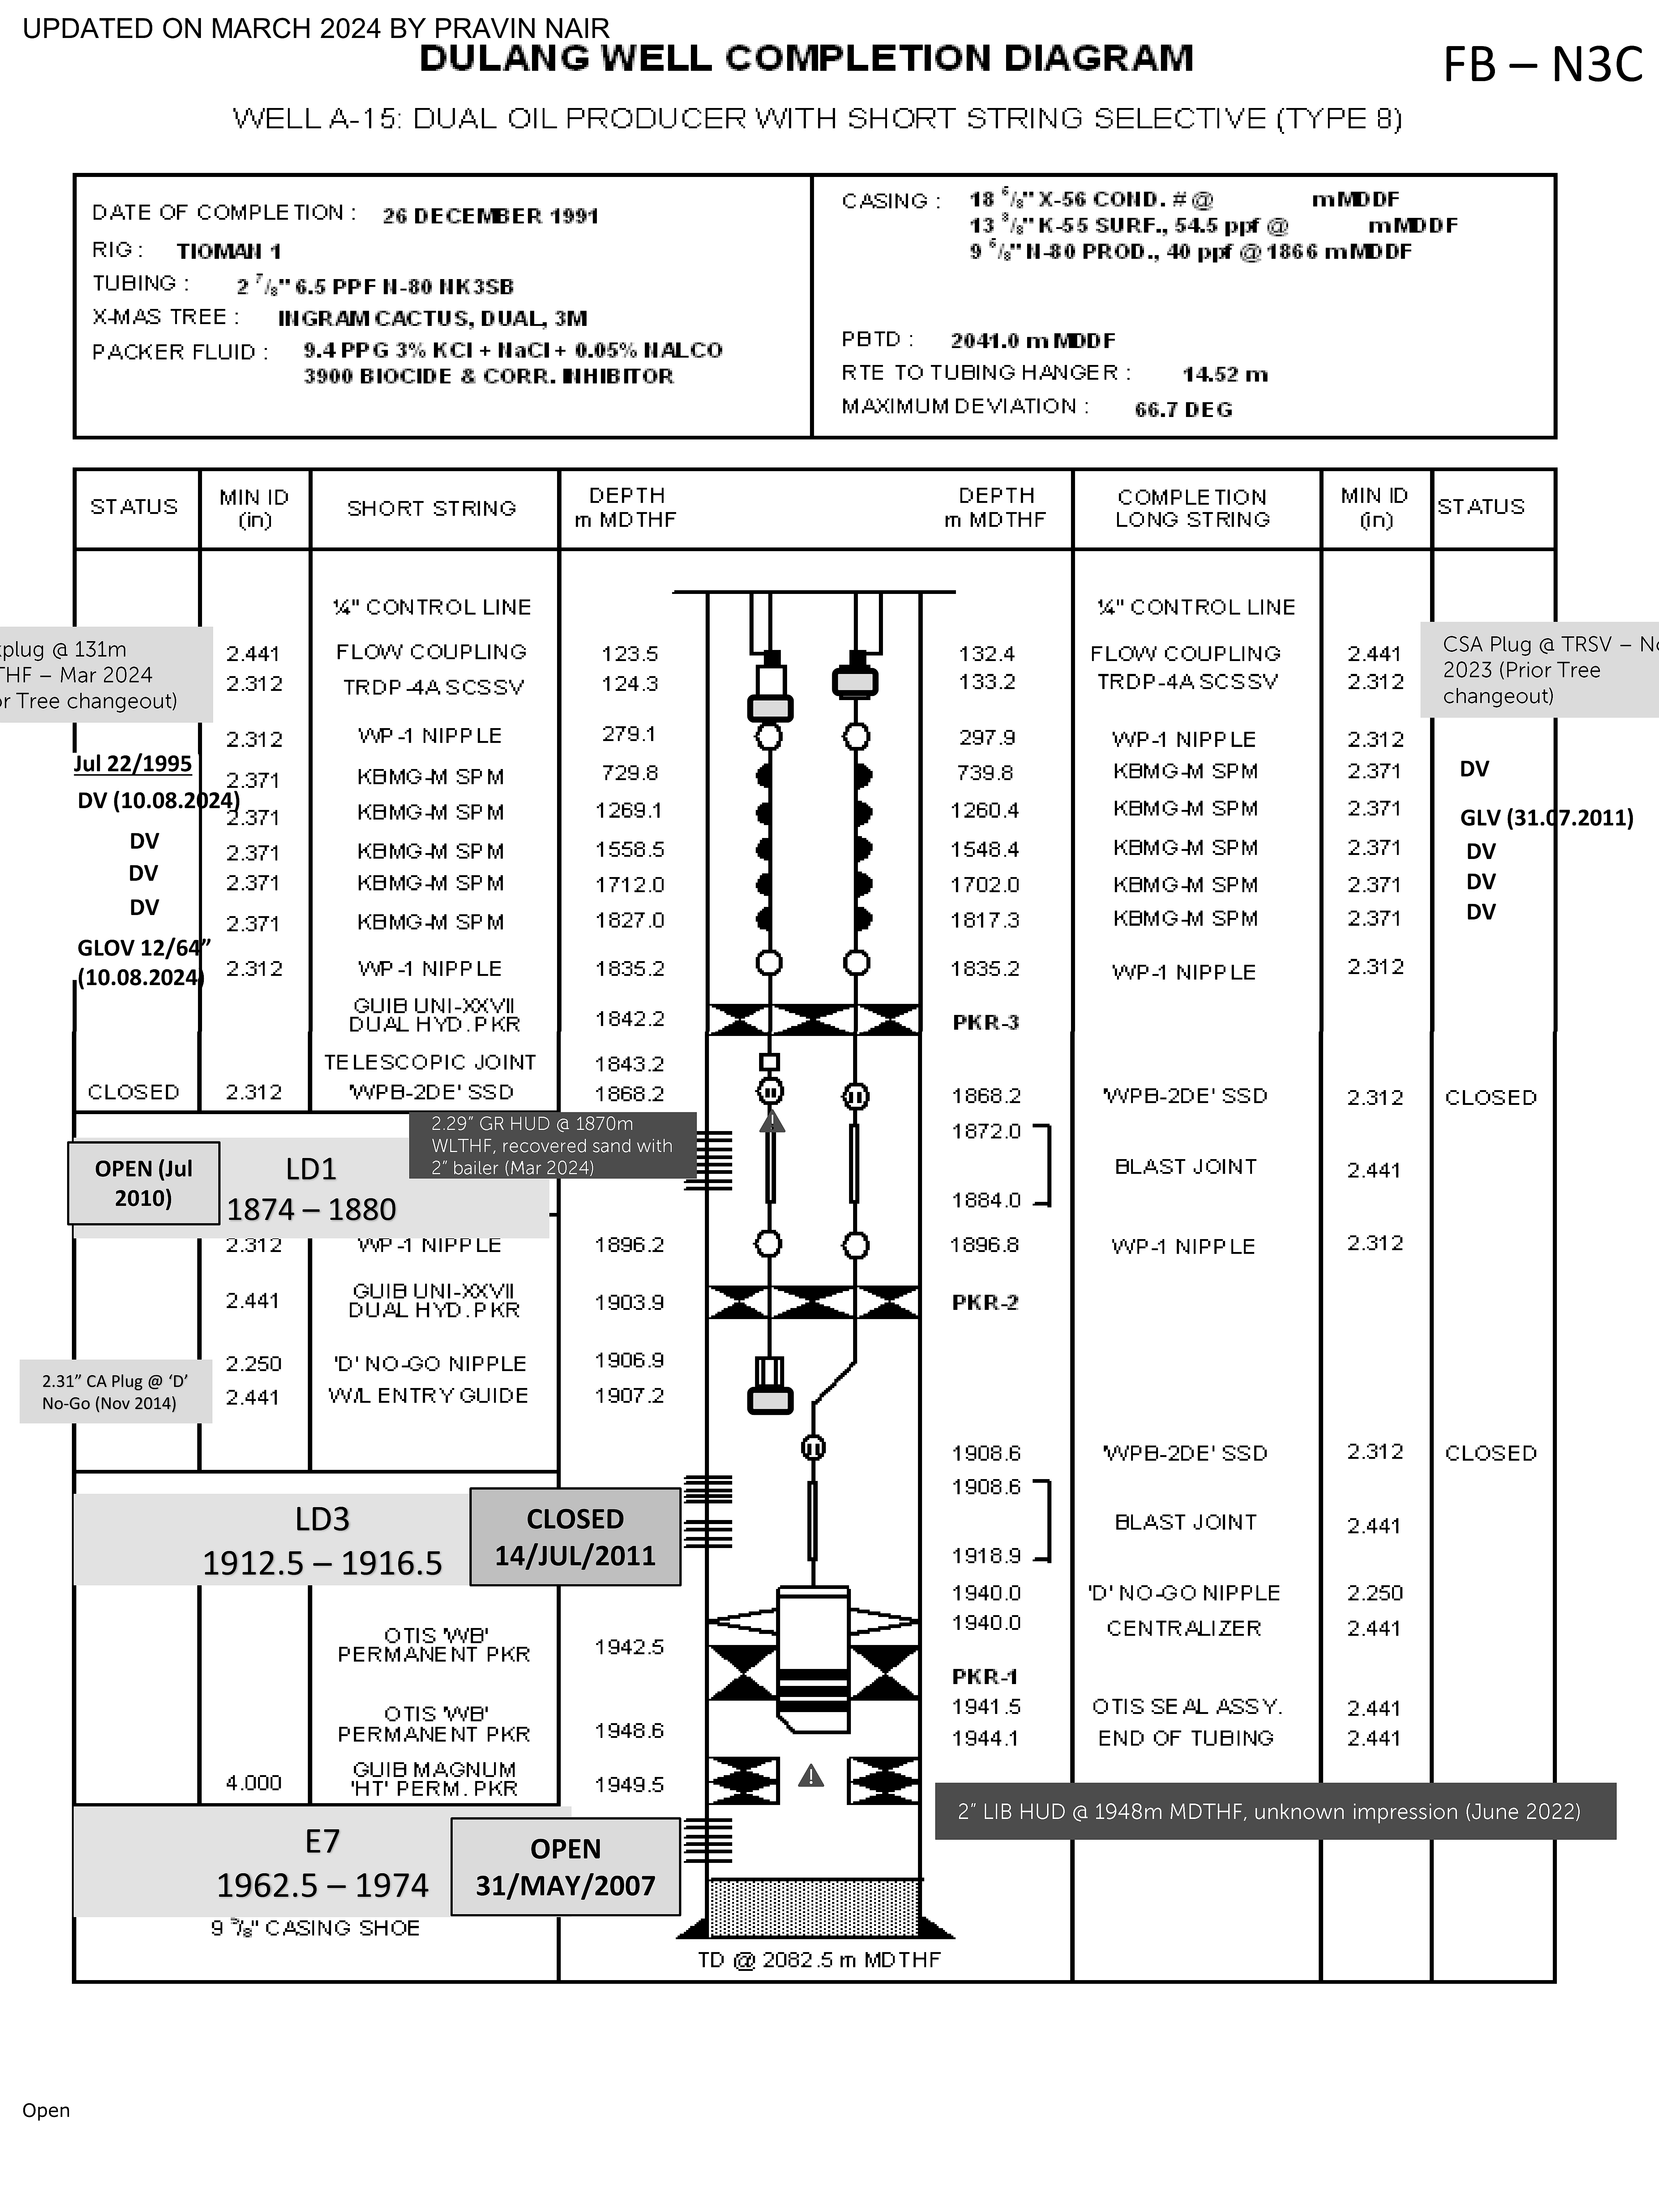 UPDATED ON MARCH 2024 BY PRAVIN NAIR
DULANG WELL COMPLETION DIAGRAM
FB – N3C
WELL A-15: DUAL OIL PRODUCER WITH SHORT STRING SELECTIVE (TYPE 8)
DATE OF COMPLETION : 26 DECEMBER 1991
RIG : TIOMAN 1
TUBING : 2 7/8" 6.5 PPF N-80 NK3SB
X-MAS TREE : INGRAM CACTUS, DUAL, 3M
PACKER FLUID : 9.4 PPG 3% KCl + NaCl + 0.05% NALCO
3900 BIOCIDE & CORR. INHIBITOR
CASING : 18 5/8" X-56 COND. # @ mMDDF
13 3/8" K-55 SURF., 54.5 ppf @ mMDDF
9 5/8" N-80 PROD., 40 ppf @ 1866 mMDDF
PBTD : 2041.0 m MDDF
RTE TO TUBING HANGER : 14.52 m
MAXIMUM DEVIATION : 66.7 DEG
STATUS MIN ID (in) SHORT STRING DEPTH m MDTHF DEPTH m MDTHF COMPLETION LONG STRING MIN ID (in) STATUS
¼" CONTROL LINE ¼" CONTROL LINE
plug @ 131m
THF – Mar 2024
r Tree changeout)
CSA Plug @ TRSV – No
2023 (Prior Tree
changeout)
2.441 FLOW COUPLING 123.5 132.4 FLOW COUPLING 2.441
2.312 TRDP-4A SCSSV 124.3 133.2 TRDP-4A SCSSV 2.312
2.312 WP-1 NIPPLE 279.1 297.9 WP-1 NIPPLE 2.312
Jul 22/1995
2.371 KBMG-M SPM 729.8 739.8 KBMG-M SPM 2.371 DV
DV (10.08.2024)
2.371 KBMG-M SPM 1269.1 1260.4 KBMG-M SPM 2.371 GLV (31.07.2011)
DV
2.371 KBMG-M SPM 1558.5 1548.4 KBMG-M SPM 2.371 DV
DV
2.371 KBMG-M SPM 1712.0 1702.0 KBMG-M SPM 2.371 DV
DV
2.371 KBMG-M SPM 1827.0 1817.3 KBMG-M SPM 2.371 DV
GLOV 12/64”
(10.08.2024)
2.312 WP-1 NIPPLE 1835.2 1835.2 WP-1 NIPPLE 2.312
GUIB UNI-XXVII
DUAL HYD. PKR 1842.2 PKR-3
TELESCOPIC JOINT 1843.2
CLOSED 2.312 'WPB-2DE' SSD 1868.2 1868.2 'WPB-2DE' SSD 2.312 CLOSED
2.29” GR HUD @ 1870m
WLTHF, recovered sand with
2” bailer (Mar 2024)
1872.0
BLAST JOINT 2.441
1884.0
OPEN (Jul
2010)
LD1
1874 – 1880
2.312 WP-1 NIPPLE 1896.2 1896.8 WP-1 NIPPLE 2.312
GUIB UNI-XXVII
2.441 DUAL HYD. PKR 1903.9 PKR-2
2.250 'D' NO-GO NIPPLE 1906.9
2.441 W/L ENTRY GUIDE 1907.2
2.31” CA Plug @ ‘D’
No-Go (Nov 2014)
1908.6 'WPB-2DE' SSD 2.312 CLOSED
1908.6
BLAST JOINT 2.441
1918.9
LD3
1912.5 – 1916.5
CLOSED
14/JUL/2011
1940.0 'D' NO-GO NIPPLE 2.250
1940.0 CENTRALIZER 2.441
OTIS 'WB'
PERMANENT PKR 1942.5
PKR-1
1941.5 OTIS SEAL ASSY. 2.441
OTIS 'WB'
PERMANENT PKR 1948.6
1944.1 END OF TUBING 2.441
GUIB MAGNUM
4.000 'HT' PERM. PKR 1949.5
2” LIB HUD @ 1948m MDTHF, unknown impression (June 2022)
E7
1962.5 – 1974
OPEN
31/MAY/2007
9 5/8" CASING SHOE
TD @ 2082.5 m MDTHF
Open